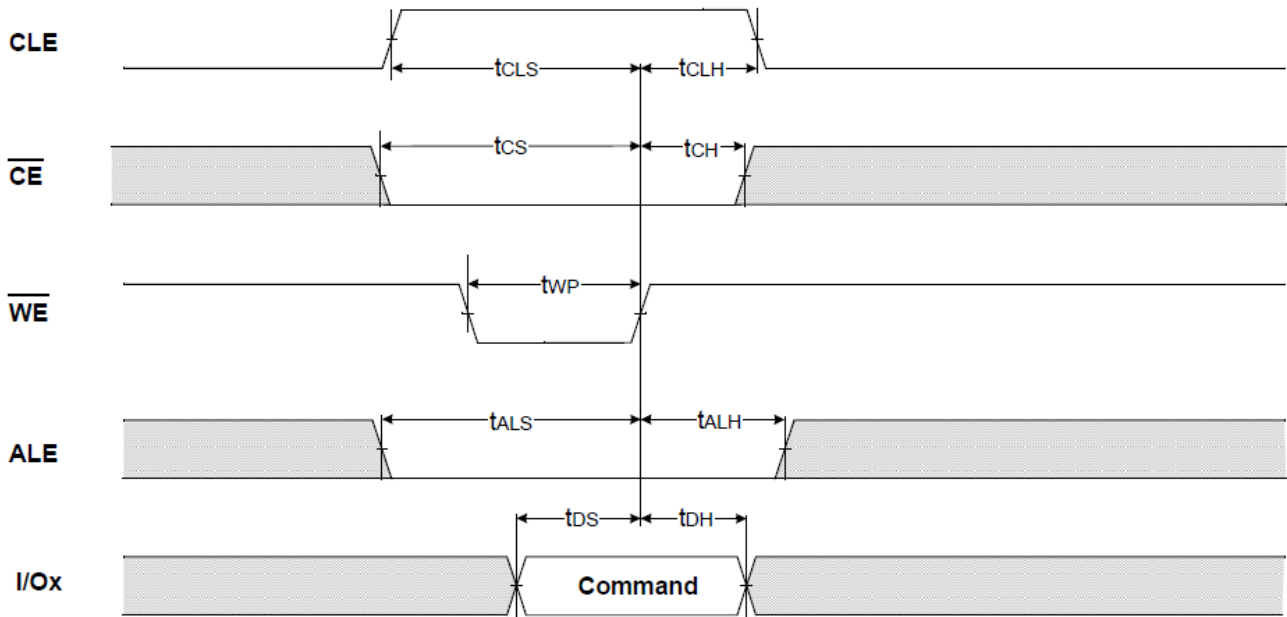 CLE
tCLS
tCLH
CE
tCS
tCH
WE
tWP
ALE
tALS
tALH
I/Ox
tDS
tDH
Command